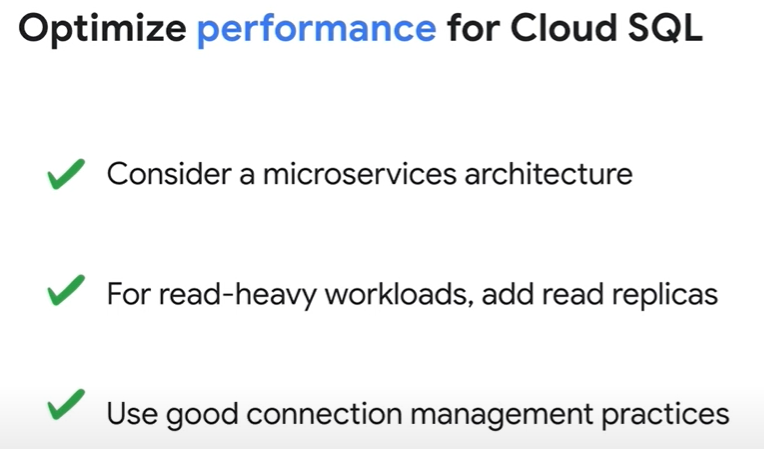 Optimize performance for Cloud SQL
Consider a microservices architecture
For read-heavy workloads, add read replicas
Use good connection management practices